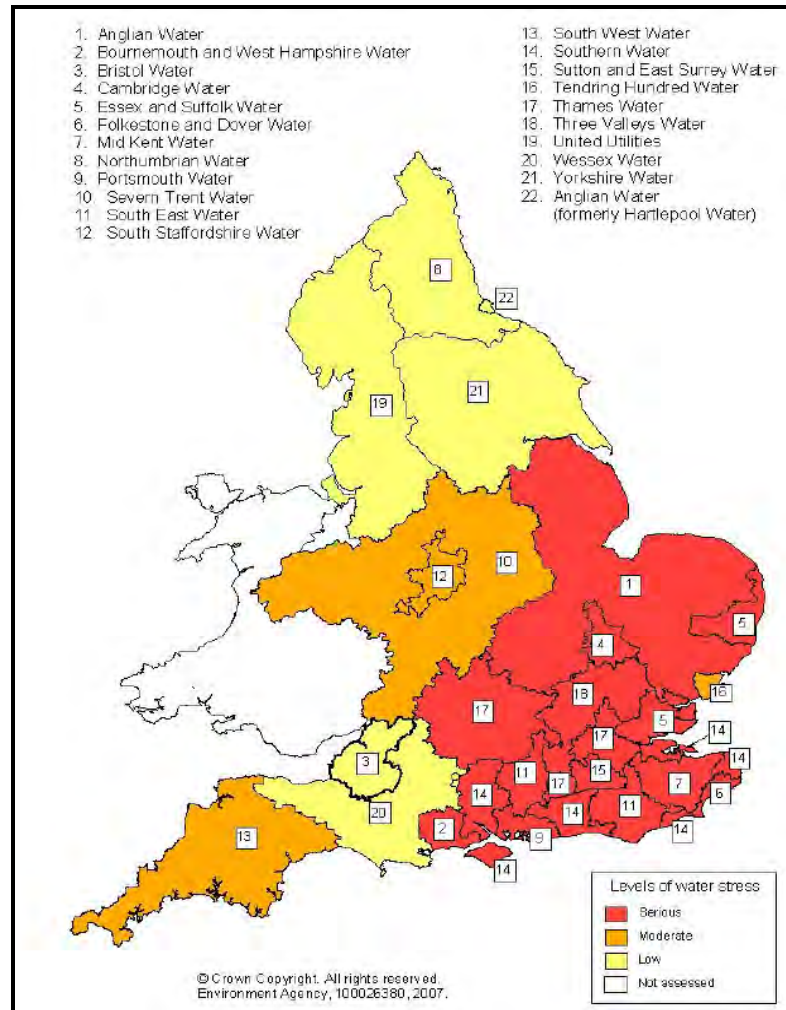 1. Anglian Water
2. Bournemouth and West Hampshire Water
3. Bristol Water
4. Cambridge Water
5. Essex and Suffolk Water
6. Folkestone and Dover Water
7. Mid Kent Water
8. Northumbrian Water
9. Portsmouth Water
10 Severn Trent Water
11 South East Water
12 South Staffordshire Water
13. South West Water
14. Southern Water
15. Sutton and East Surrey Water
16. Tendring Hundred Water
17. Thames Water
18. Three Valleys Water
19. United Utilities
20. Wessex Water
21. Yorkshire Water
22. Anglian Water
(formerly Hartlepool Water)
8
22
19
21
10
12
1
5
4
16
18
17
5
14
17
3
11
15
14
7
6
17
14
20
14
11
2
13
9
14
14
Levels of water stress
Serious
Moderate
Low
Not assessed
© Crown Copyright. All rights reserved.
Environment Agency, 100026380, 2007.